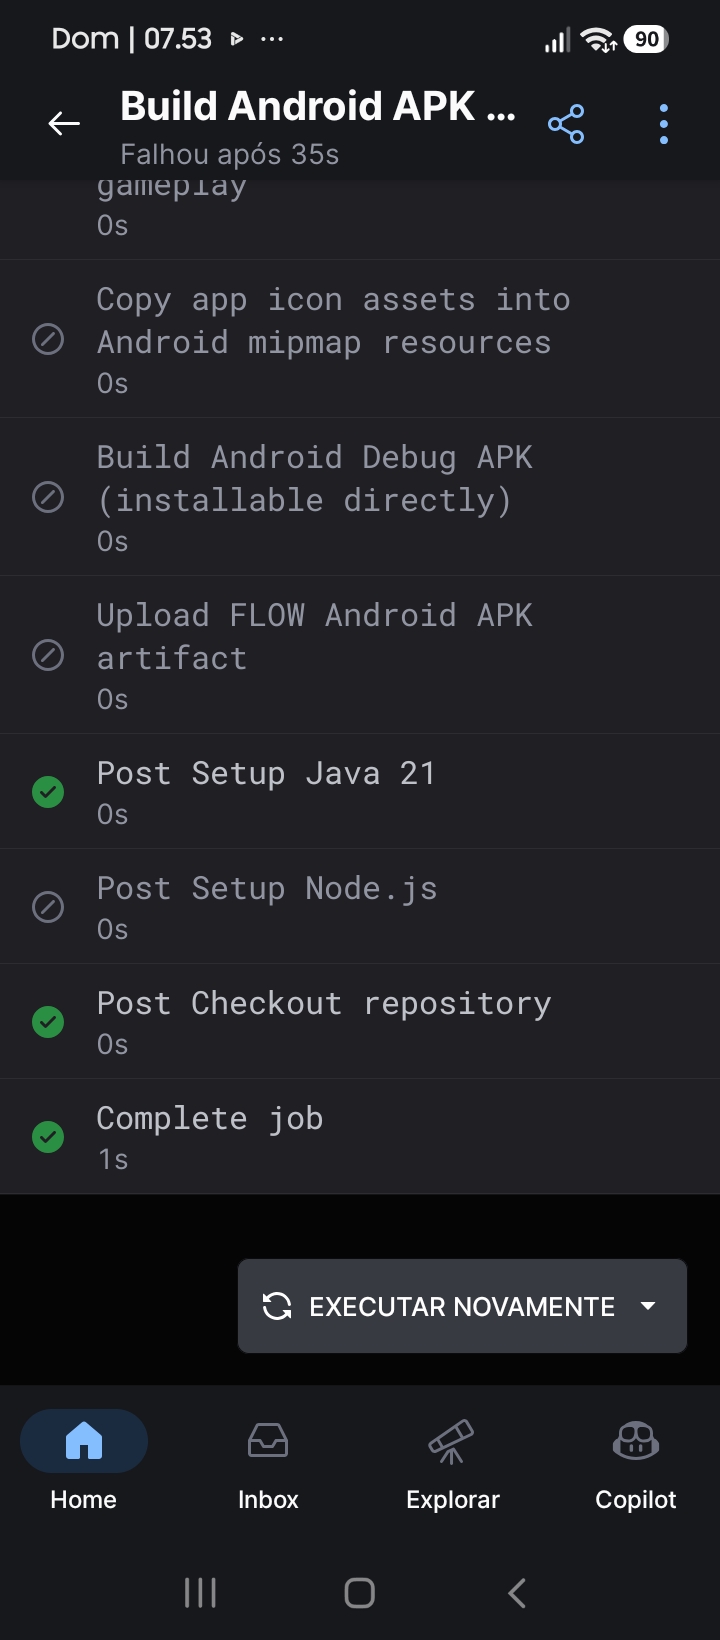 Dom | 07.53
90
Build Android APK ...
Falhou após 35s
gameplay
0s
Copy app icon assets into
Android mipmap resources
0s
Build Android Debug APK
(installable directly)
0s
Upload FLOW Android APK
artifact
0s
Post Setup Java 21
0s
Post Setup Node.js
0s
Post Checkout repository
0s
Complete job
1s
EXECUTAR NOVAMENTE
Home
Inbox
Explorar
Copilot